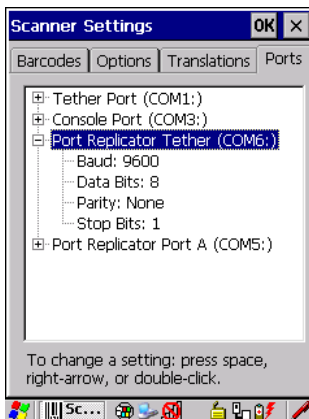 Scanner Settings OK ×
Barcodes Options Translations Ports
Tether Port (COM1:)
Console Port (COM3:)
Port Replicator Tether (COM6:)
Baud: 9600
Data Bits: 8
Parity: None
Stop Bits: 1
Port Replicator Port A (COM5:)
To change a setting: press space,
right-arrow, or double-click.
Sc...